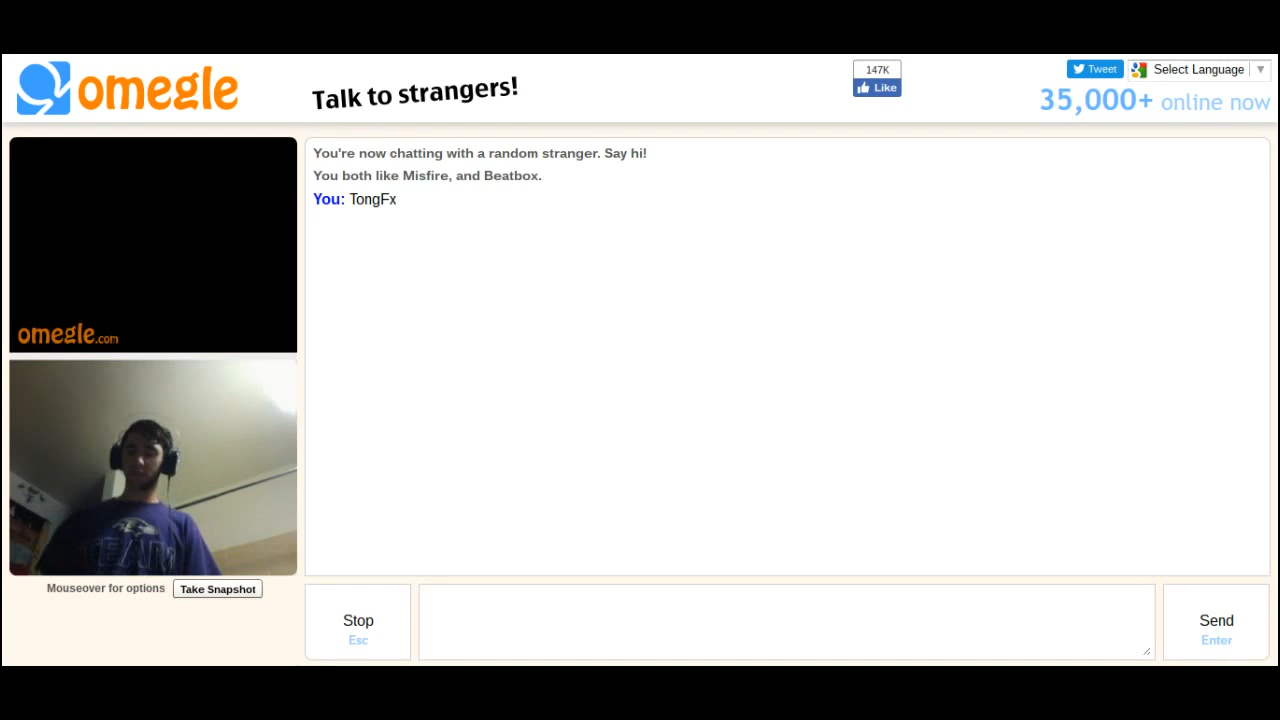 omegle
Talk to strangers!
147K
Like
Tweet
Select Language
35,000+ online now
You're now chatting with a random stranger. Say hi!
You both like Misfire, and Beatbox.
You: TongFx
omegle.com
TEAM
Mouseover for options
Take Snapshot
Stop
Esc
Send
Enter